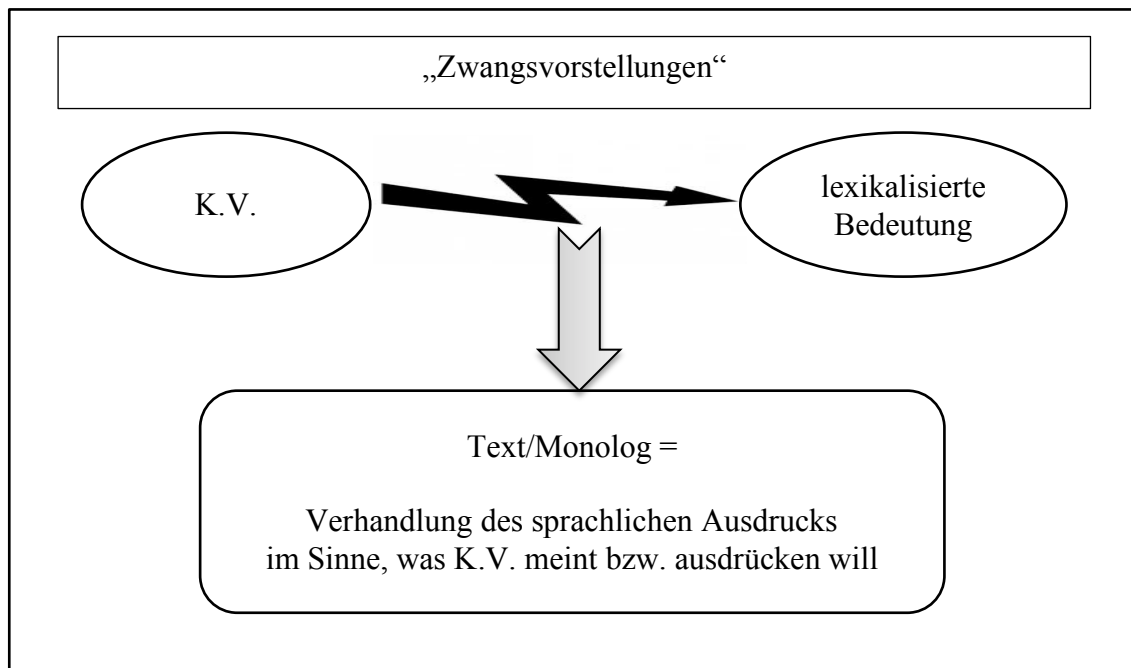 „Zwangsvorstellungen“
K.V.
lexikalisierte
Bedeutung
Text/Monolog =
Verhandlung des sprachlichen Ausdrucks
im Sinne, was K.V. meint bzw. ausdrücken will